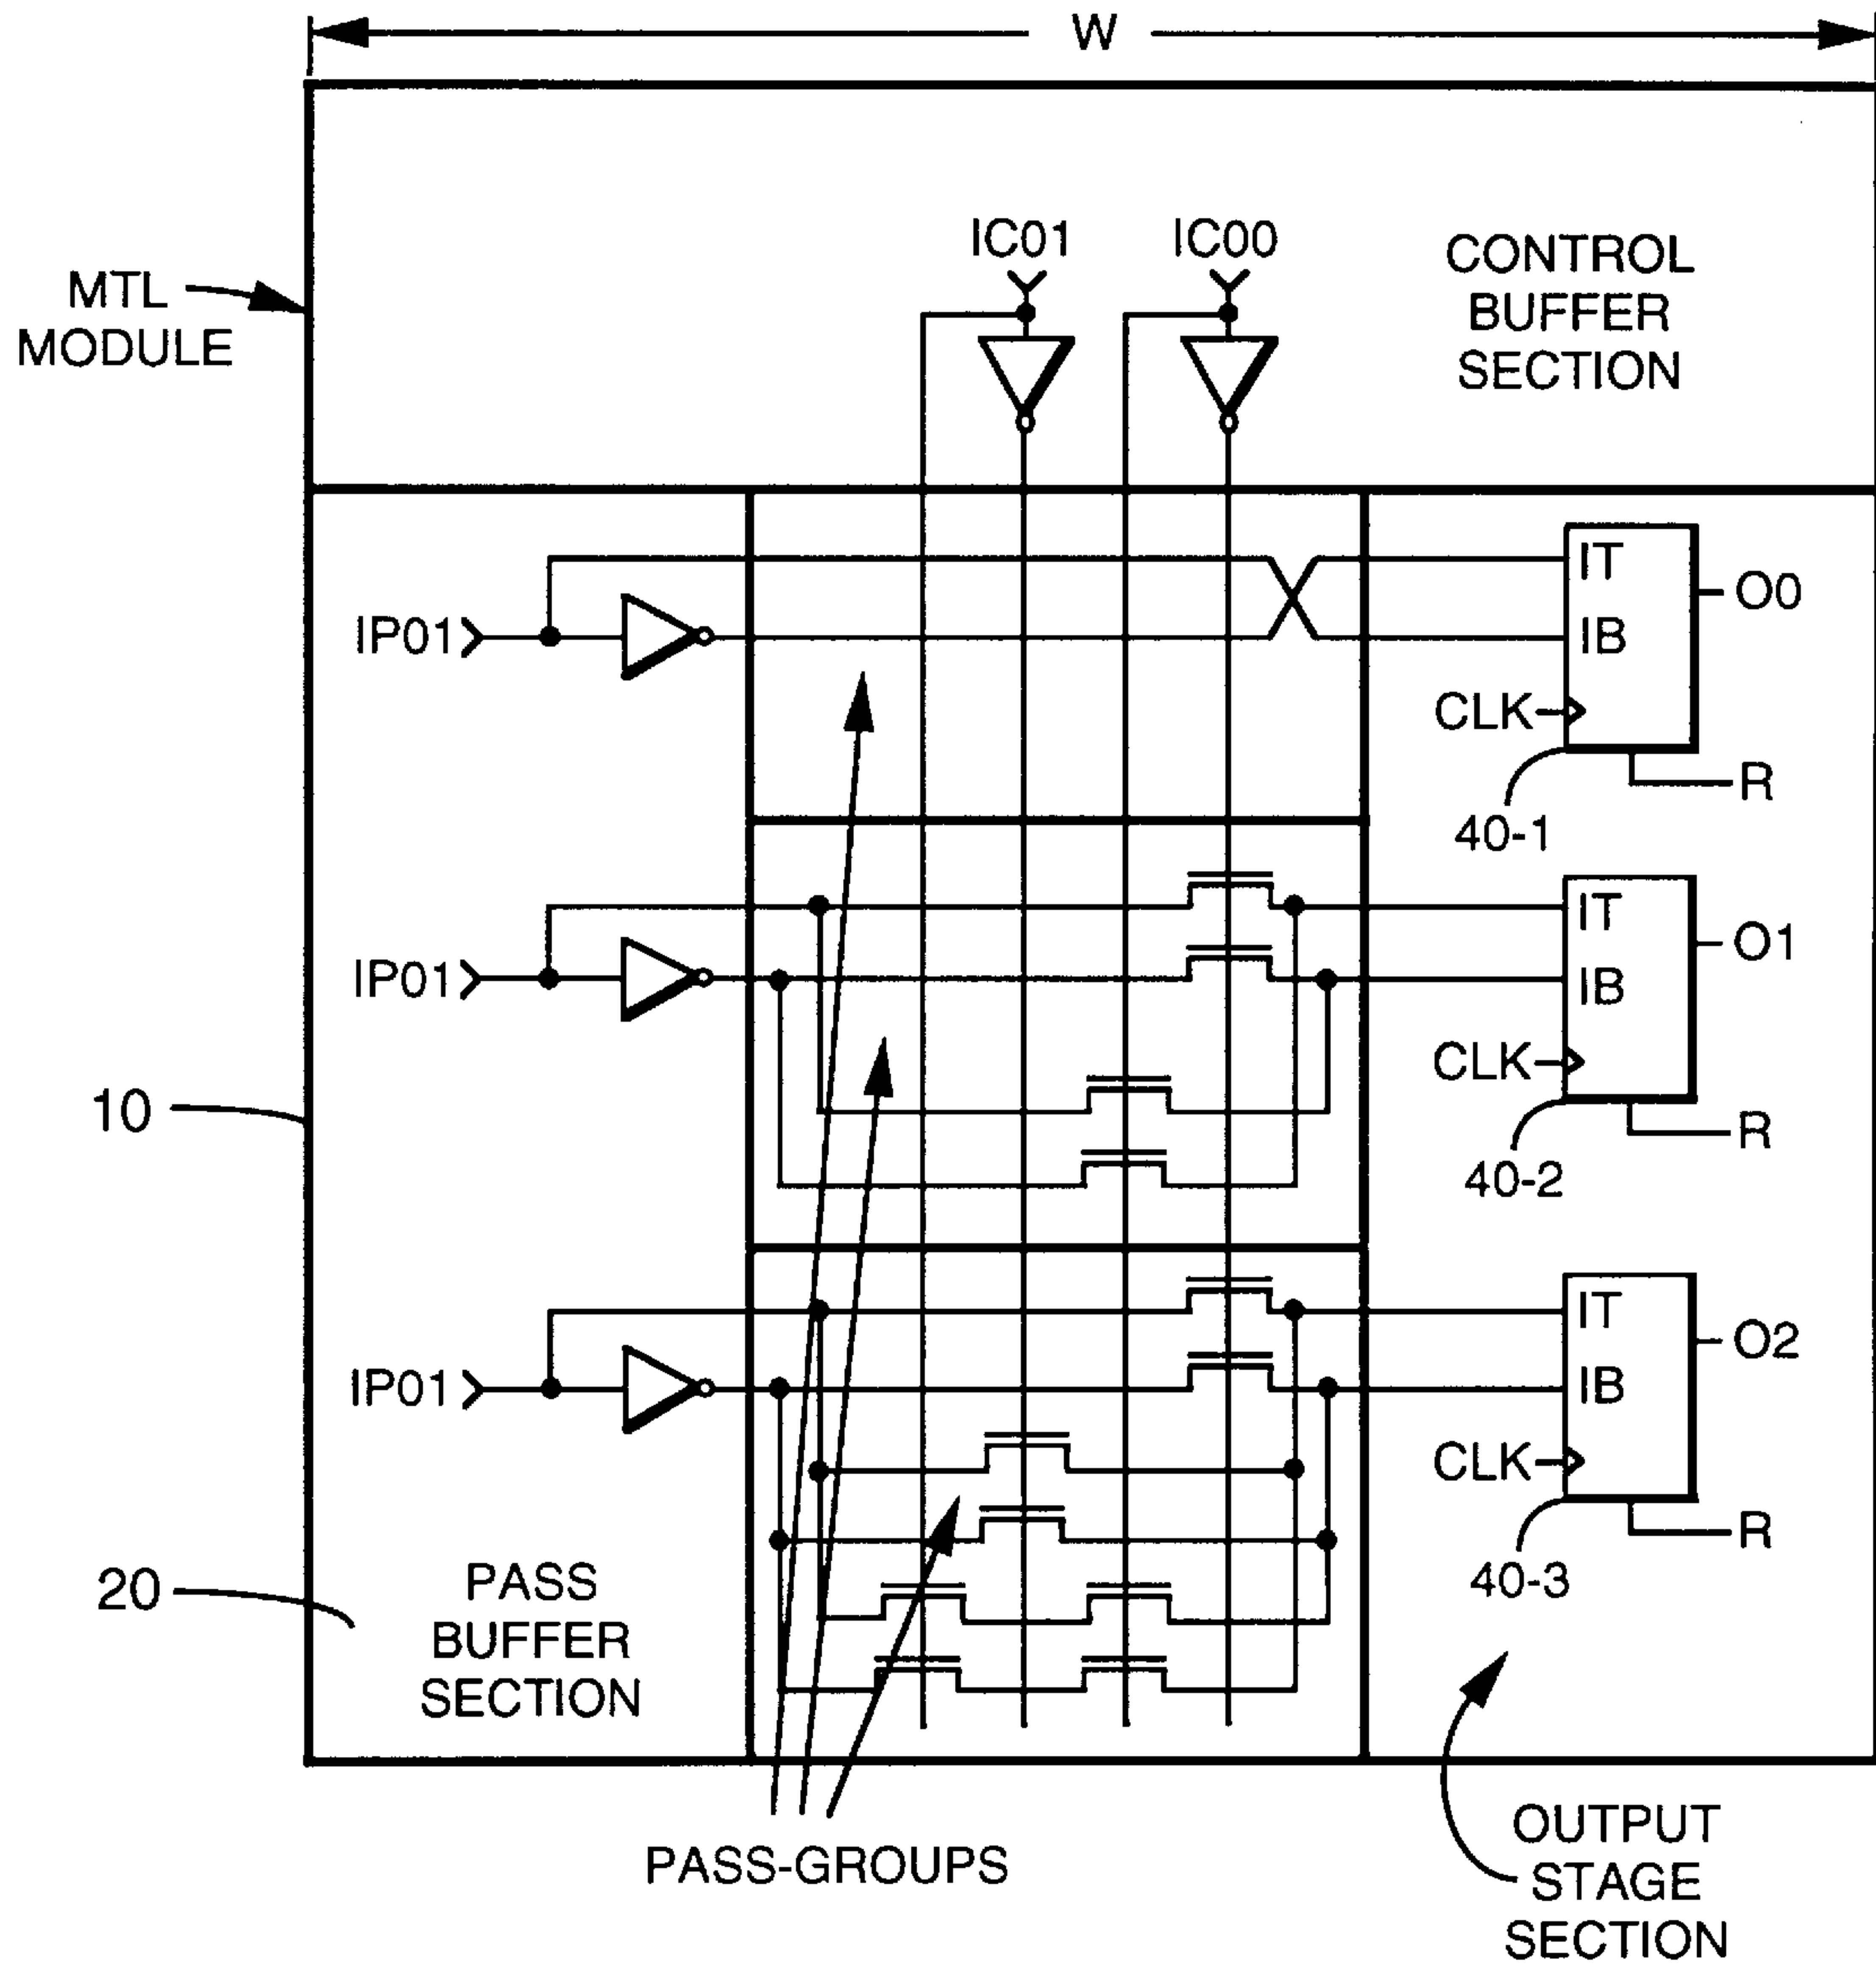 W
IC01
IC00
CONTROL
BUFFER
SECTION
MTL
MODULE
IP01
IT
IB
CLK
O0
R
40-1
IP01
IT
IB
CLK
O1
R
40-2
10
IP01
IT
IB
CLK
O2
R
40-3
20
PASS
BUFFER
SECTION
PASS-GROUPS
OUTPUT
STAGE
SECTION